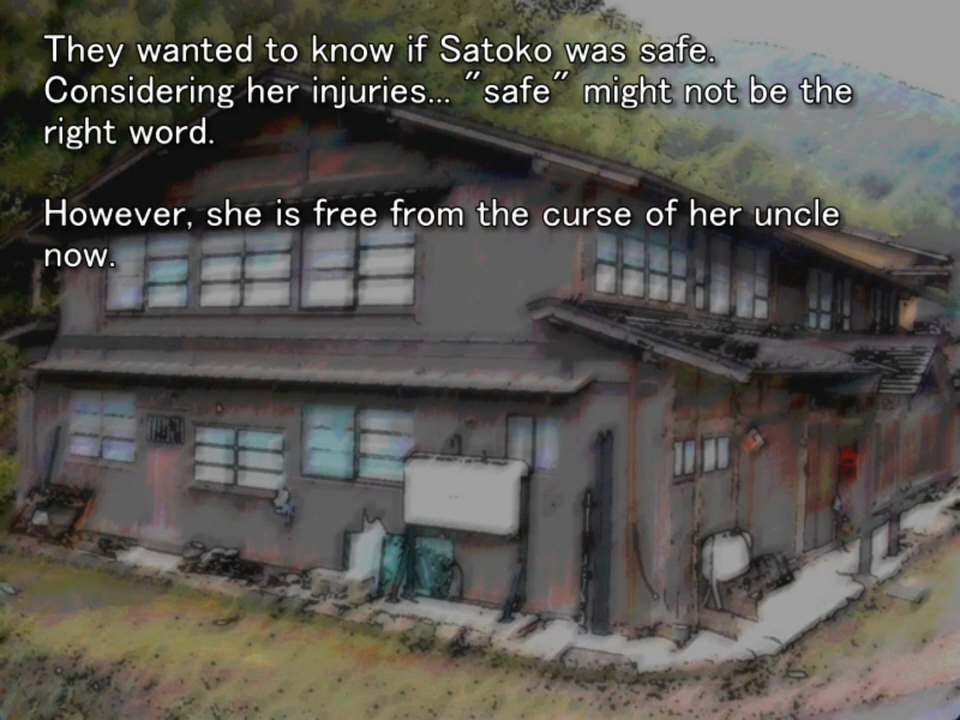 They wanted to know if Satoko was safe.
Considering her injuries... "safe" might not be the
right word.
However, she is free from the curse of her uncle
now.